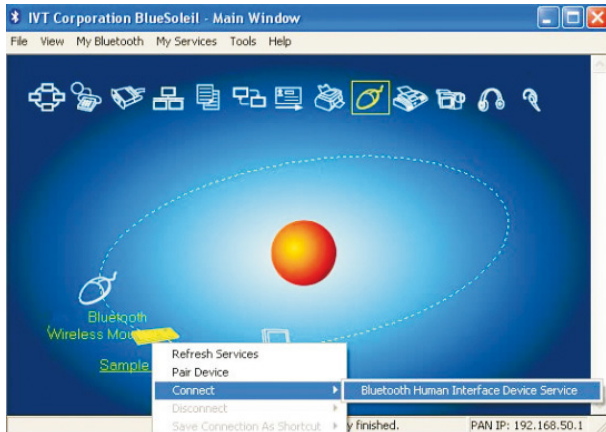 IVT Corporation BlueSoleil - Main Window
File View My Bluetooth My Services Tools Help
Bluetooth
Wireless Mou
Sample
Refresh Services
Pair Device
Connect
Bluetooth Human Interface Device Service
Disconnect
Save Connection As Shortcut
y finished.
PAN IP: 192.168.50.1